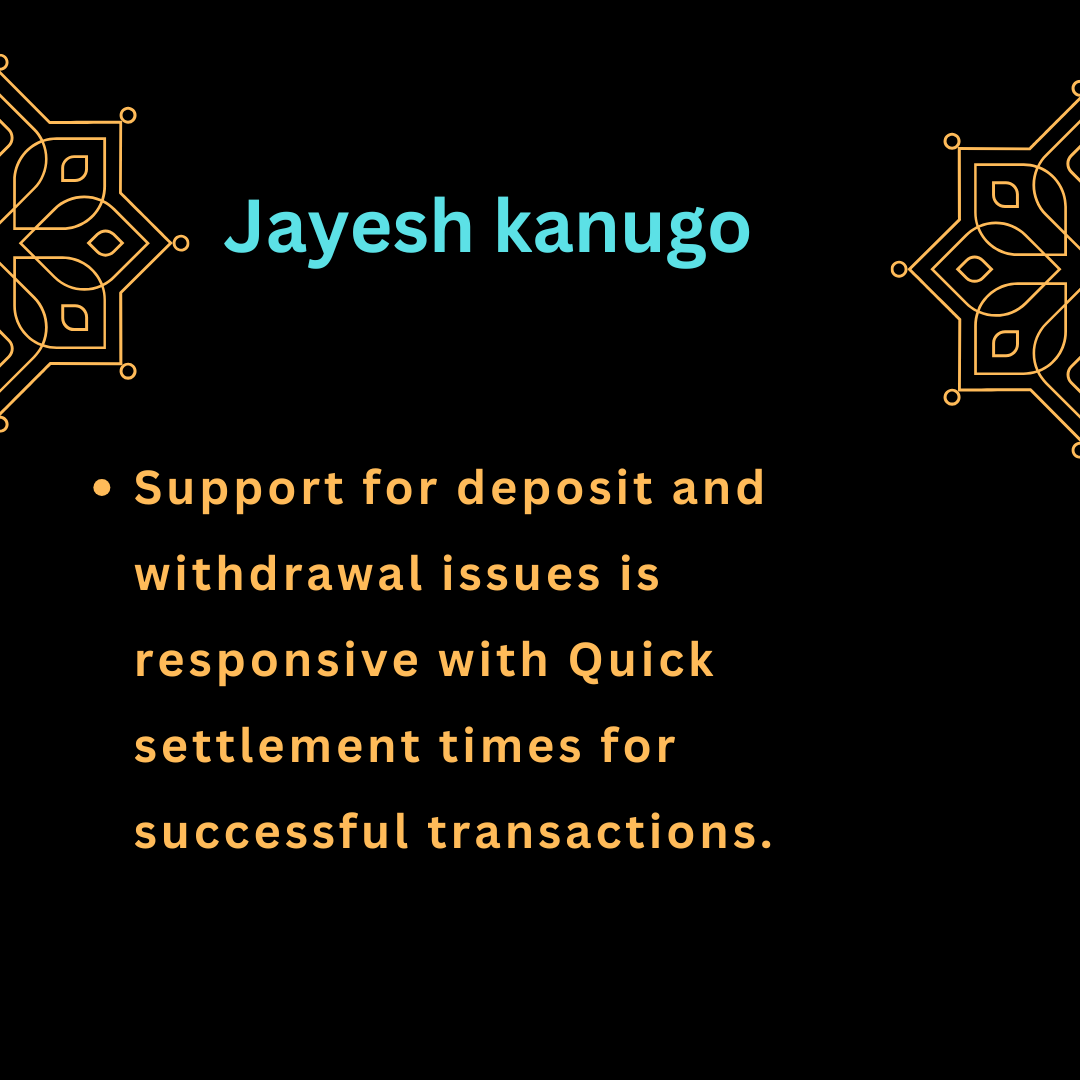 Jayesh kanugo
• Support for deposit and
withdrawal issues is
responsive with Quick
settlement times for
successful transactions.